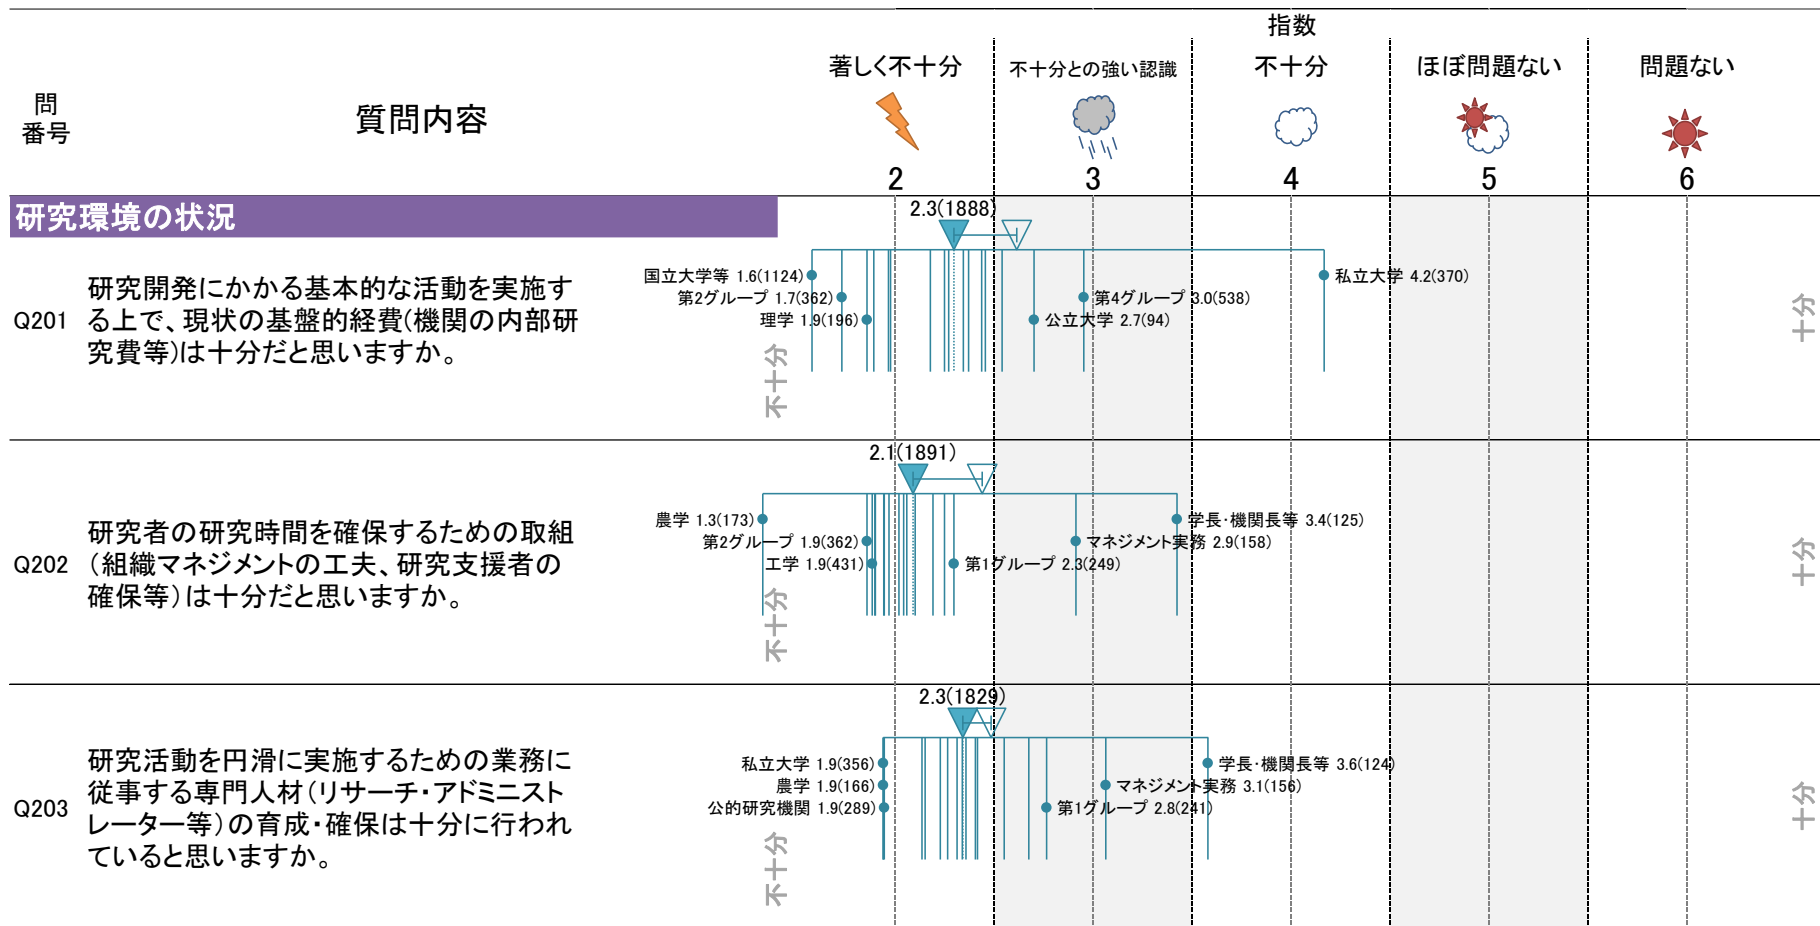 指数
著しく不十分
不十分との強い認識
不十分
ほぼ問題ない
問題ない
問
番号
質問内容
2
3
4
5
6
研究環境の状況
Q201
研究開発にかかる基本的な活動を実施す
る上で、現状の基盤的経費(機関の内部研
究費等)は十分だと思いますか。
2.3(1888)
国立大学等 1.6(1124)
第2グループ 1.7(362)
理学 1.9(196)
私立大学 4.2(370)
第4グループ 3.0(538)
公立大学 2.7(94)
不十分
十分
Q202
研究者の研究時間を確保するための取組
(組織マネジメントの工夫、研究支援者の
確保等)は十分だと思いますか。
2.1(1891)
農学 1.3(173)
第2グループ 1.9(362)
工学 1.9(431)
学長・機関長等 3.4(125)
マネジメント実務 2.9(158)
第1グループ 2.3(249)
不十分
十分
Q203
研究活動を円滑に実施するための業務に
従事する専門人材(リサーチ・アドミニスト
レーター等)の育成・確保は十分に行われ
ていると思いますか。
2.3(1829)
私立大学 1.9(356)
農学 1.9(166)
公的研究機関 1.9(289)
学長・機関長等 3.6(124)
マネジメント実務 3.1(156)
第1グループ 2.8(241)
不十分
十分